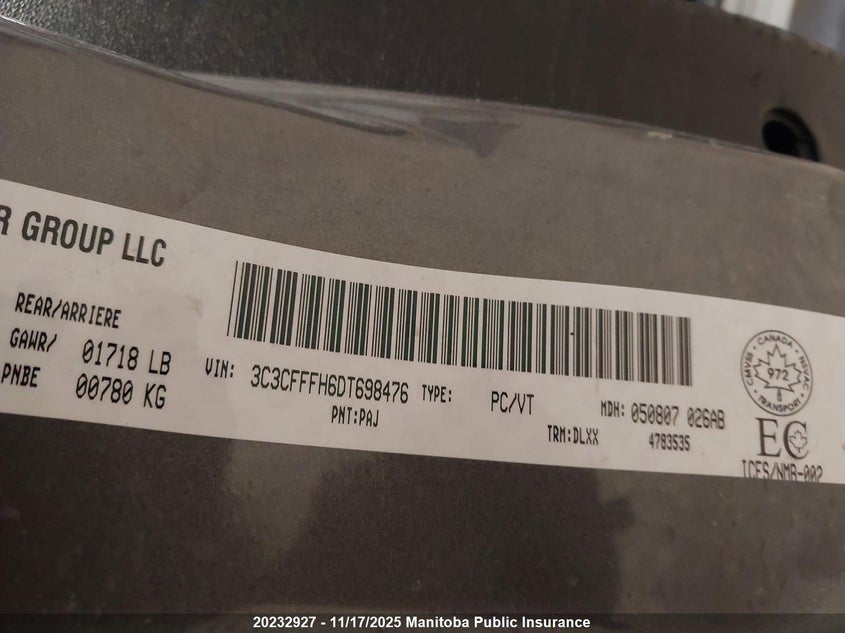 R GROUP LLC
REAR/ARRIERE
GAWR/ 01718 LB
PNBE 00780 KG
VIN: 3C3CFFFH6DT698476 TYPE: PC/VT MDH: 050807 026AB
PNT:PAJ TRM:DLXX 4783535
CANADA
CMVSS 972 NSVAC
TRANSPORT
EC
ICES/NMB-002
20232927 - 11/17/2025 Manitoba Public Insurance